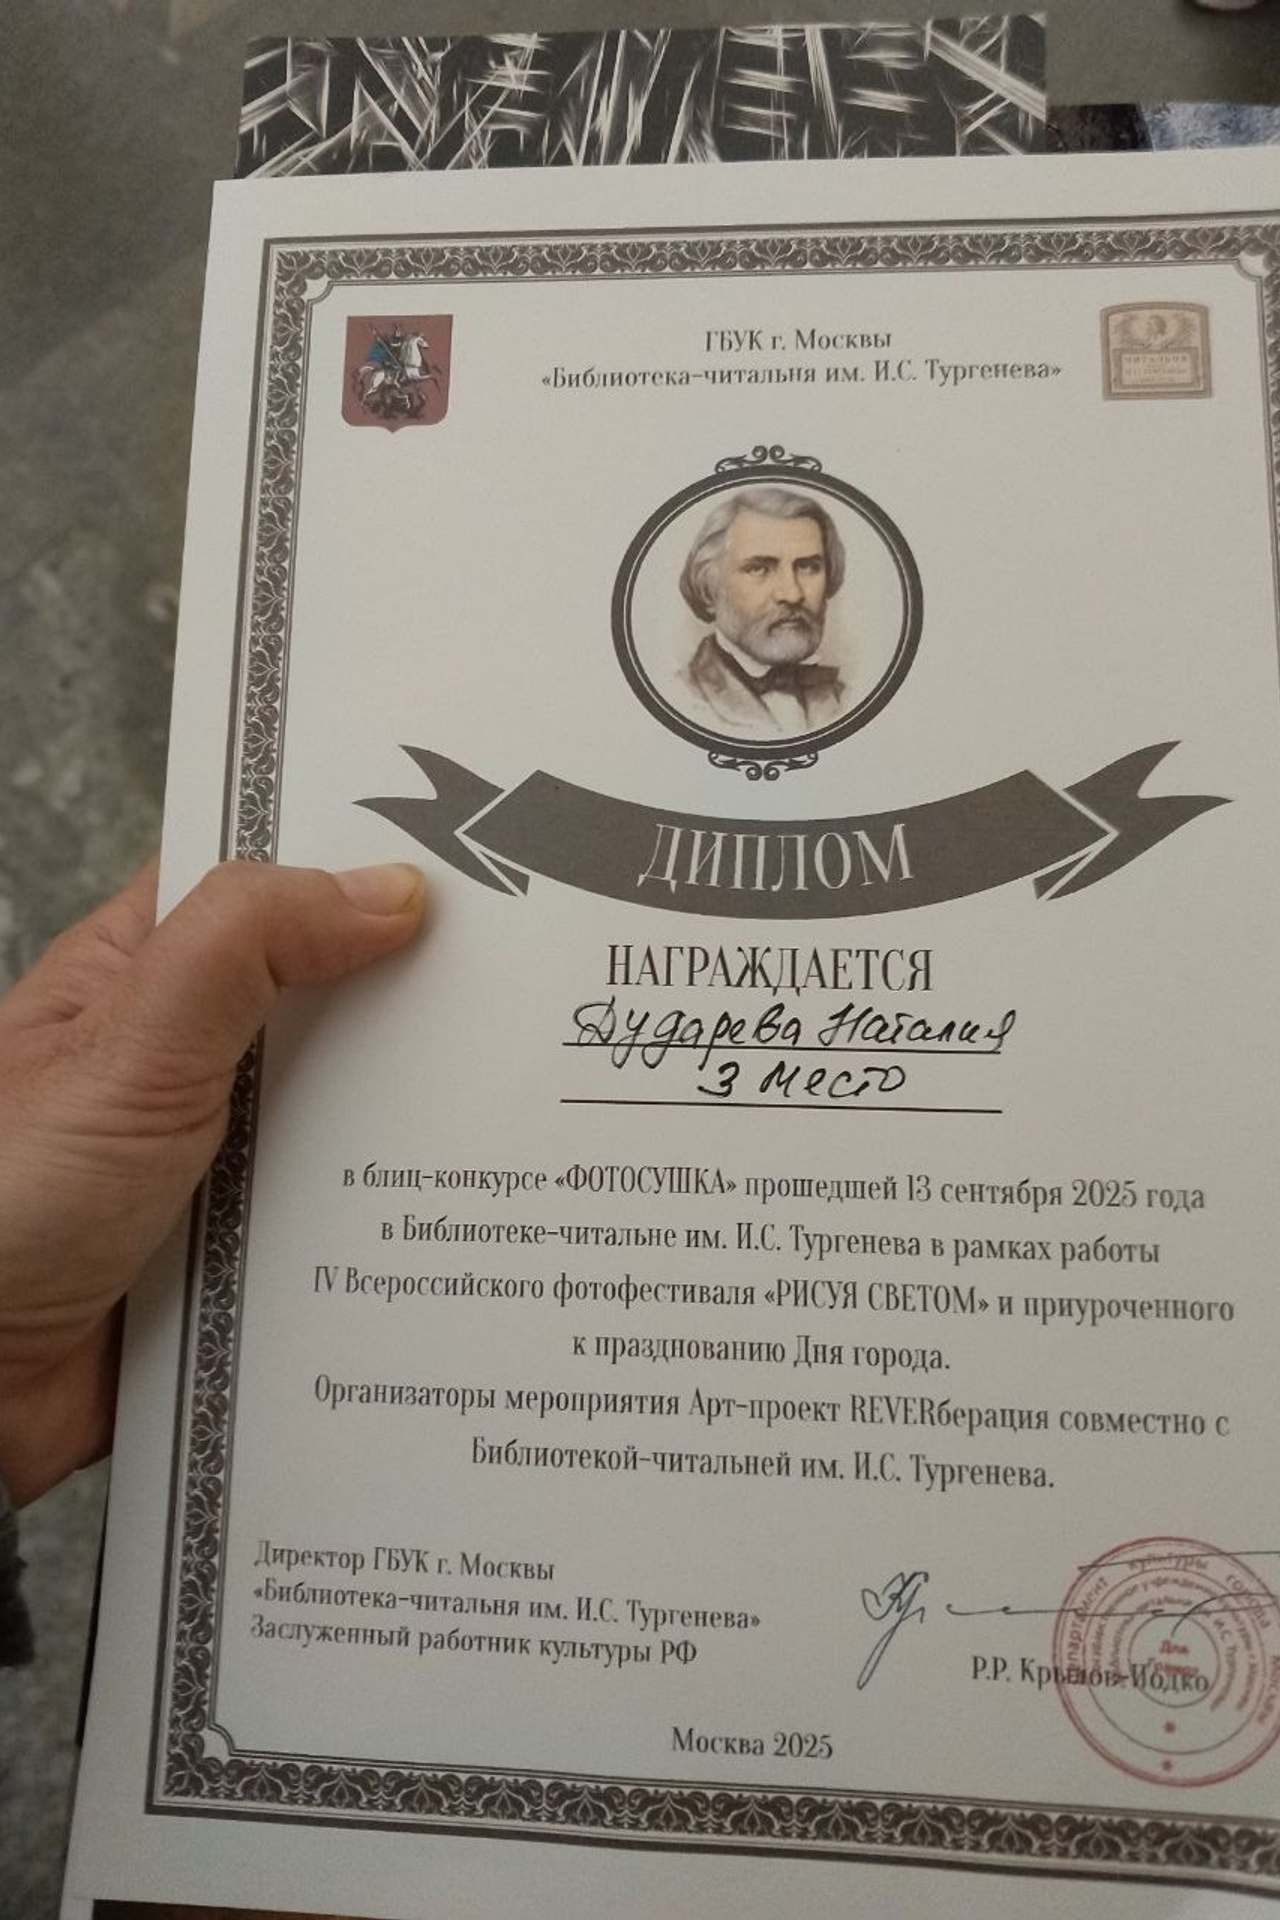 ГБУК г. Москвы
«Библиотека-читальня им. И.С. Тургенева»
ЧИТАЛЬНЯ
ДИПЛОМ
НАГРАЖДАЕТСЯ
Дударева Наталия
3 место
в блиц-конкурсе «ФОТОСУШКА» прошедшей 13 сентября 2025 года
в Библиотеке-читальне им. И.С. Тургенева в рамках работы
IV Всероссийского фотофестиваля «РИСУЯ СВЕТОМ» и приуроченного
к празднованию Дня города.
Организаторы мероприятия Арт-проект REVERберация совместно с
Библиотекой-читальней им. И.С. Тургенева.
Директор ГБУК г. Москвы
«Библиотека-читальня им. И.С. Тургенева»
Заслуженный работник культуры РФ
Р.Р. Крылов-Иодко
Москва 2025